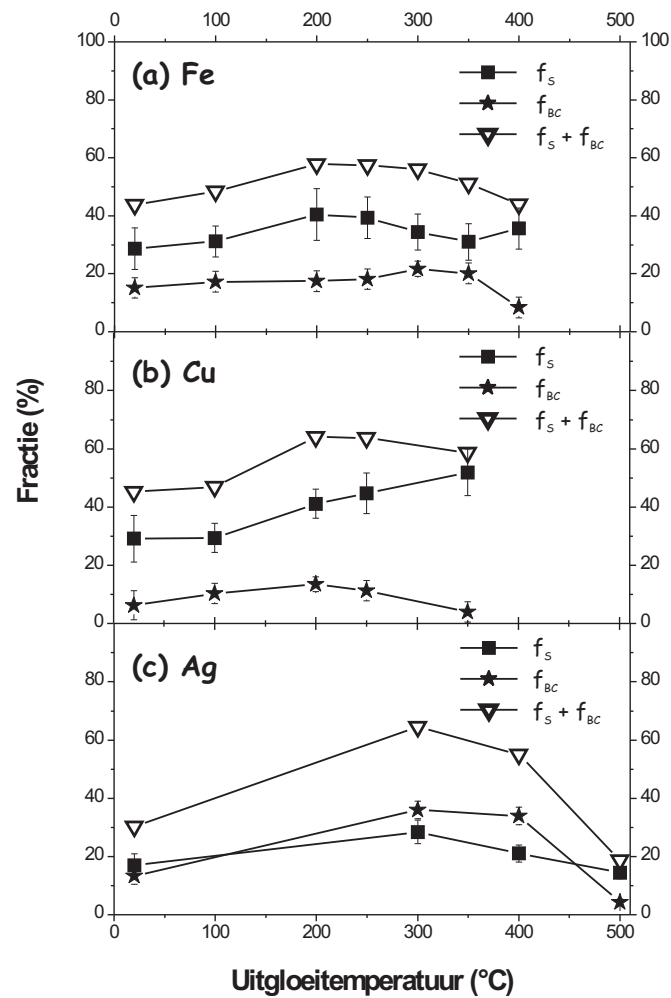 0 100 200 300 400 500
100 (a) Fe 100
f_S
f_BC
f_S + f_BC
80 80
60 60
40 40
20 20
0 0
(b) Cu
f_S
f_BC
f_S + f_BC
80 80
60 60
40 40
20 20
0 0
(c) Ag
f_S
f_BC
f_S + f_BC
80 80
60 60
40 40
20 20
0 0
0 100 200 300 400 500
Fractie (%)
Uitgloeitemperatuur (°C)